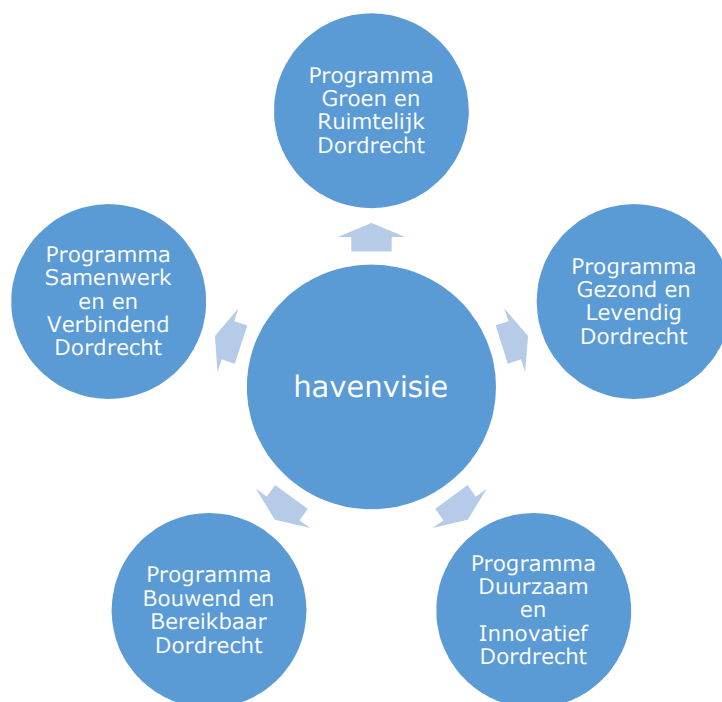 Programma
Groen en
Ruimtelijk
Dordrecht
Programma
Samenwerk
en en
Verbindend
Dordrecht
Programma
Gezond en
Levendig
Dordrecht
havenvisie
Programma
Bouwend en
Bereikbaar
Dordrecht
Programma
Duurzaam
en
Innovatief
Dordrecht